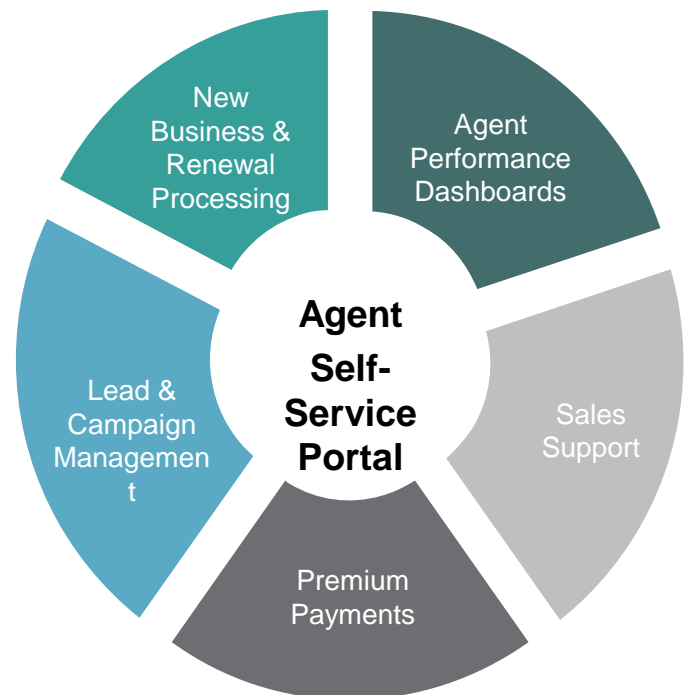 New
Business &
Renewal
Processing
Agent
Performance
Dashboards
Agent
Self-
Service
Portal
Lead &
Campaign
Managemen
t
Sales
Support
Premium
Payments